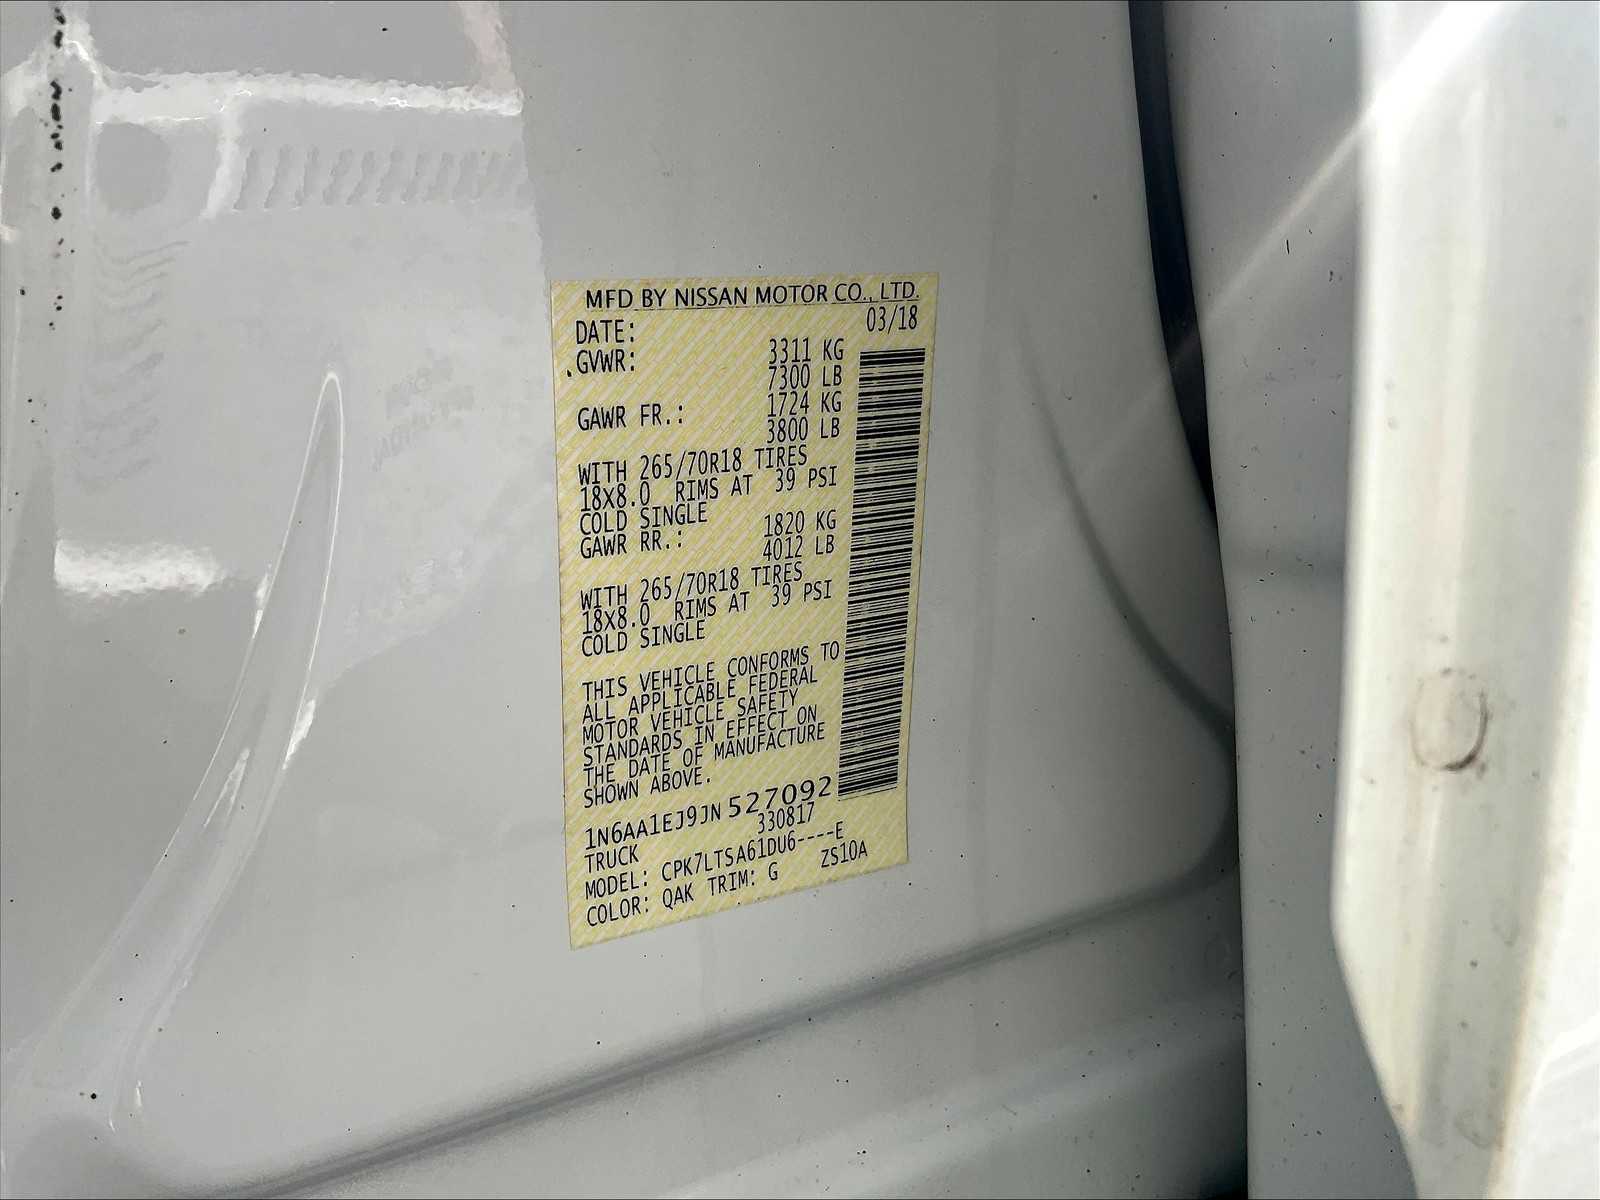 MFD BY NISSAN MOTOR CO., LTD.
DATE: 03/18
GVWR: 3311 KG
7300 LB
GAWR FR.: 1724 KG
3800 LB
WITH 265/70R18 TIRES
18X8.0 RIMS AT 39 PSI
COLD SINGLE
GAWR RR.: 1820 KG
4012 LB
WITH 265/70R18 TIRES
18X8.0 RIMS AT 39 PSI
COLD SINGLE
THIS VEHICLE CONFORMS TO
ALL APPLICABLE FEDERAL
MOTOR VEHICLE SAFETY
STANDARDS IN EFFECT ON
THE DATE OF MANUFACTURE
SHOWN ABOVE.
1N6AA1EJ9JN 527092
330817
TRUCK
MODEL: CPK7LTSA61DU6----E
COLOR: QAK TRIM: G ZS10A